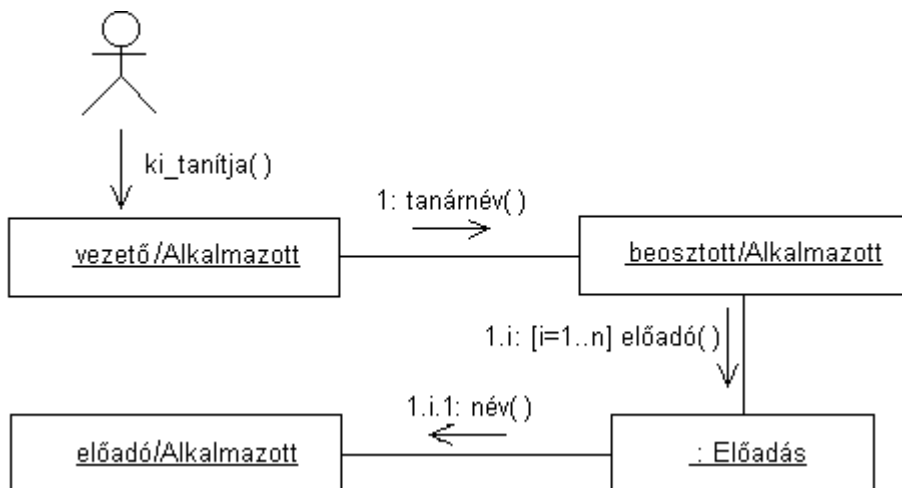 ki_tanítja( )
1: tanárnév( )
vezető/Alkalmazott
beosztott/Alkalmazott
1.i: [i=1..n] előadó( )
1.i.1: név( )
előadó/Alkalmazott
: Előadás